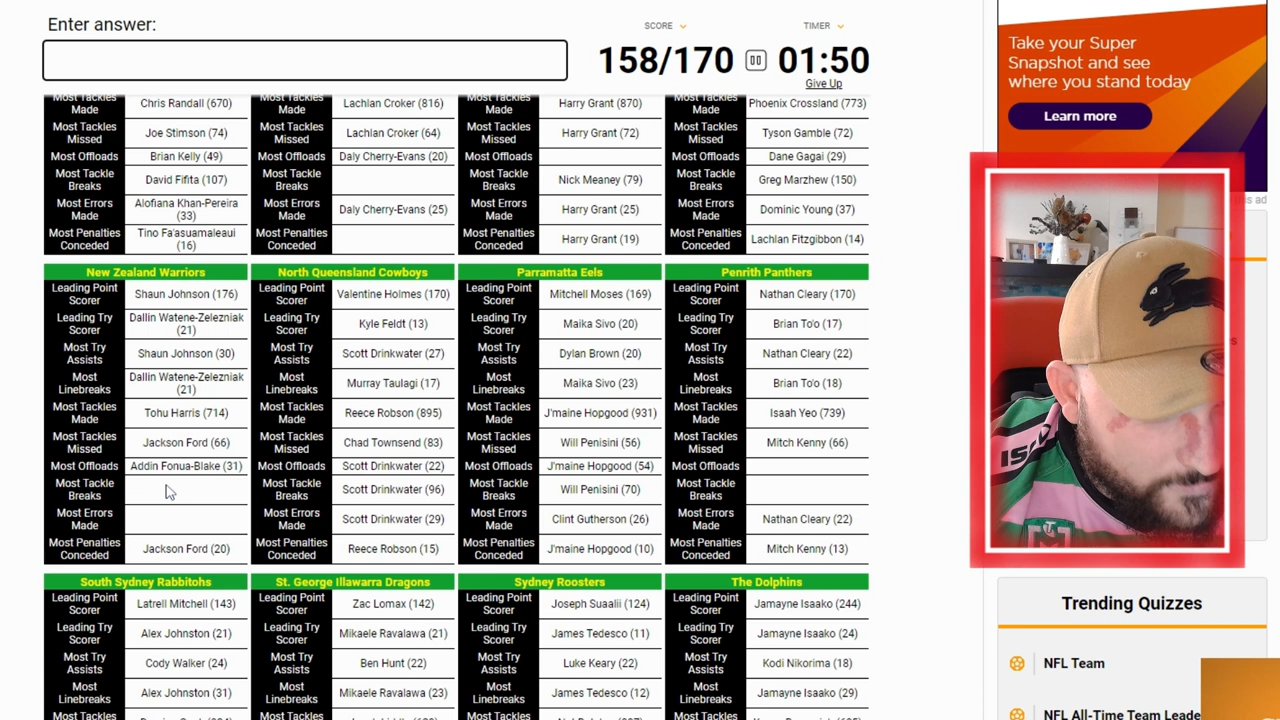 Enter answer:
SCORE
TIMER
158/170
01:50
Give Up
Most Tackles Made Chris Randall (670) Most Tackles Made Lachlan Croker (816) Most Tackles Made Harry Grant (870) Most Tackles Made Phoenix Crossland (773)
Most Tackles Missed Joe Stimson (74) Most Tackles Missed Lachlan Croker (64) Most Tackles Missed Harry Grant (72) Most Tackles Missed Tyson Gamble (72)
Most Offloads Brian Kelly (49) Most Offloads Daly Cherry-Evans (20) Most Offloads Most Offloads Dane Gagai (29)
Most Tackle Breaks David Fifita (107) Most Tackle Breaks Most Tackle Breaks Nick Meaney (79) Most Tackle Breaks Greg Marzhew (150)
Most Errors Made Alofiana Khan-Pereira (33) Most Errors Made Daly Cherry-Evans (25) Most Errors Made Harry Grant (25) Most Errors Made Dominic Young (37)
Most Penalties Conceded Tino Fa'asuamaleaui (16) Most Penalties Conceded Most Penalties Conceded Harry Grant (19) Most Penalties Conceded Lachlan Fitzgibbon (14)
New Zealand Warriors North Queensland Cowboys Parramatta Eels Penrith Panthers
Leading Point Scorer Shaun Johnson (176) Leading Point Scorer Valentine Holmes (170) Leading Point Scorer Mitchell Moses (169) Leading Point Scorer Nathan Cleary (170)
Leading Try Scorer Dallin Watene-Zelezniak (21) Leading Try Scorer Kyle Feldt (13) Leading Try Scorer Maika Sivo (20) Leading Try Scorer Brian To'o (17)
Most Try Assists Shaun Johnson (30) Most Try Assists Scott Drinkwater (27) Most Try Assists Dylan Brown (20) Most Try Assists Nathan Cleary (22)
Most Linebreaks Dallin Watene-Zelezniak (21) Most Linebreaks Murray Taulagi (17) Most Linebreaks Maika Sivo (23) Most Linebreaks Brian To'o (18)
Most Tackles Made Tohu Harris (714) Most Tackles Made Reece Robson (895) Most Tackles Made J'maine Hopgood (931) Most Tackles Made Isaah Yeo (739)
Most Tackles Missed Jackson Ford (66) Most Tackles Missed Chad Townsend (83) Most Tackles Missed Will Penisini (56) Most Tackles Missed Mitch Kenny (66)
Most Offloads Addin Fonua-Blake (31) Most Offloads Scott Drinkwater (22) Most Offloads J'maine Hopgood (54) Most Offloads
Most Tackle Breaks Most Tackle Breaks Scott Drinkwater (96) Most Tackle Breaks Will Penisini (70) Most Tackle Breaks
Most Errors Made Most Errors Made Scott Drinkwater (29) Most Errors Made Clint Gutherson (26) Most Errors Made Nathan Cleary (22)
Most Penalties Conceded Jackson Ford (20) Most Penalties Conceded Reece Robson (15) Most Penalties Conceded J'maine Hopgood (10) Most Penalties Conceded Mitch Kenny (13)
South Sydney Rabbitohs St. George Illawarra Dragons Sydney Roosters The Dolphins
Leading Point Scorer Latrell Mitchell (143) Leading Point Scorer Zac Lomax (142) Leading Point Scorer Joseph Suaalii (124) Leading Point Scorer Jamayne Isaako (244)
Leading Try Scorer Alex Johnston (21) Leading Try Scorer Mikaele Ravalawa (21) Leading Try Scorer James Tedesco (11) Leading Try Scorer Jamayne Isaako (24)
Most Try Assists Cody Walker (24) Most Try Assists Ben Hunt (22) Most Try Assists Luke Keary (22) Most Try Assists Kodi Nikorima (18)
Most Linebreaks Alex Johnston (31) Most Linebreaks Mikaele Ravalawa (23) Most Linebreaks James Tedesco (12) Most Linebreaks Jamayne Isaako (29)
Most Tackles Most Tackles Most Tackles Most Tackles
Take your Super
Snapshot and see
where you stand today
Learn more
this ad
ISC
Trending Quizzes
NFL Team
NFL All-Time Team Leade